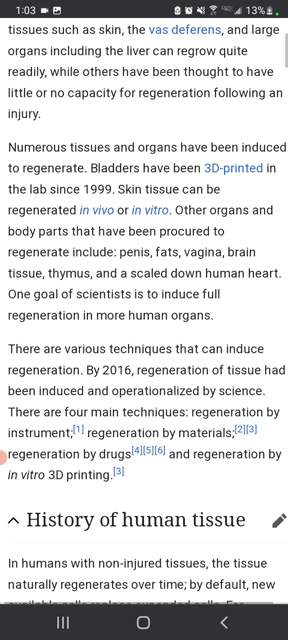 1:03
13%
tissues such as skin, the vas deferens, and large
organs including the liver can regrow quite
readily, while others have been thought to have
little or no capacity for regeneration following an
injury.
Numerous tissues and organs have been induced
to regenerate. Bladders have been 3D-printed in
the lab since 1999. Skin tissue can be
regenerated in vivo or in vitro. Other organs and
body parts that have been procured to
regenerate include: penis, fats, vagina, brain
tissue, thymus, and a scaled down human heart.
One goal of scientists is to induce full
regeneration in more human organs.
There are various techniques that can induce
regeneration. By 2016, regeneration of tissue had
been induced and operationalized by science.
There are four main techniques: regeneration by
instrument;[1] regeneration by materials;[2][3]
regeneration by drugs[4][5][6] and regeneration by
in vitro 3D printing.[3]
History of human tissue
In humans with non-injured tissues, the tissue
naturally regenerates over time; by default, new
available cells replace expended cells. For